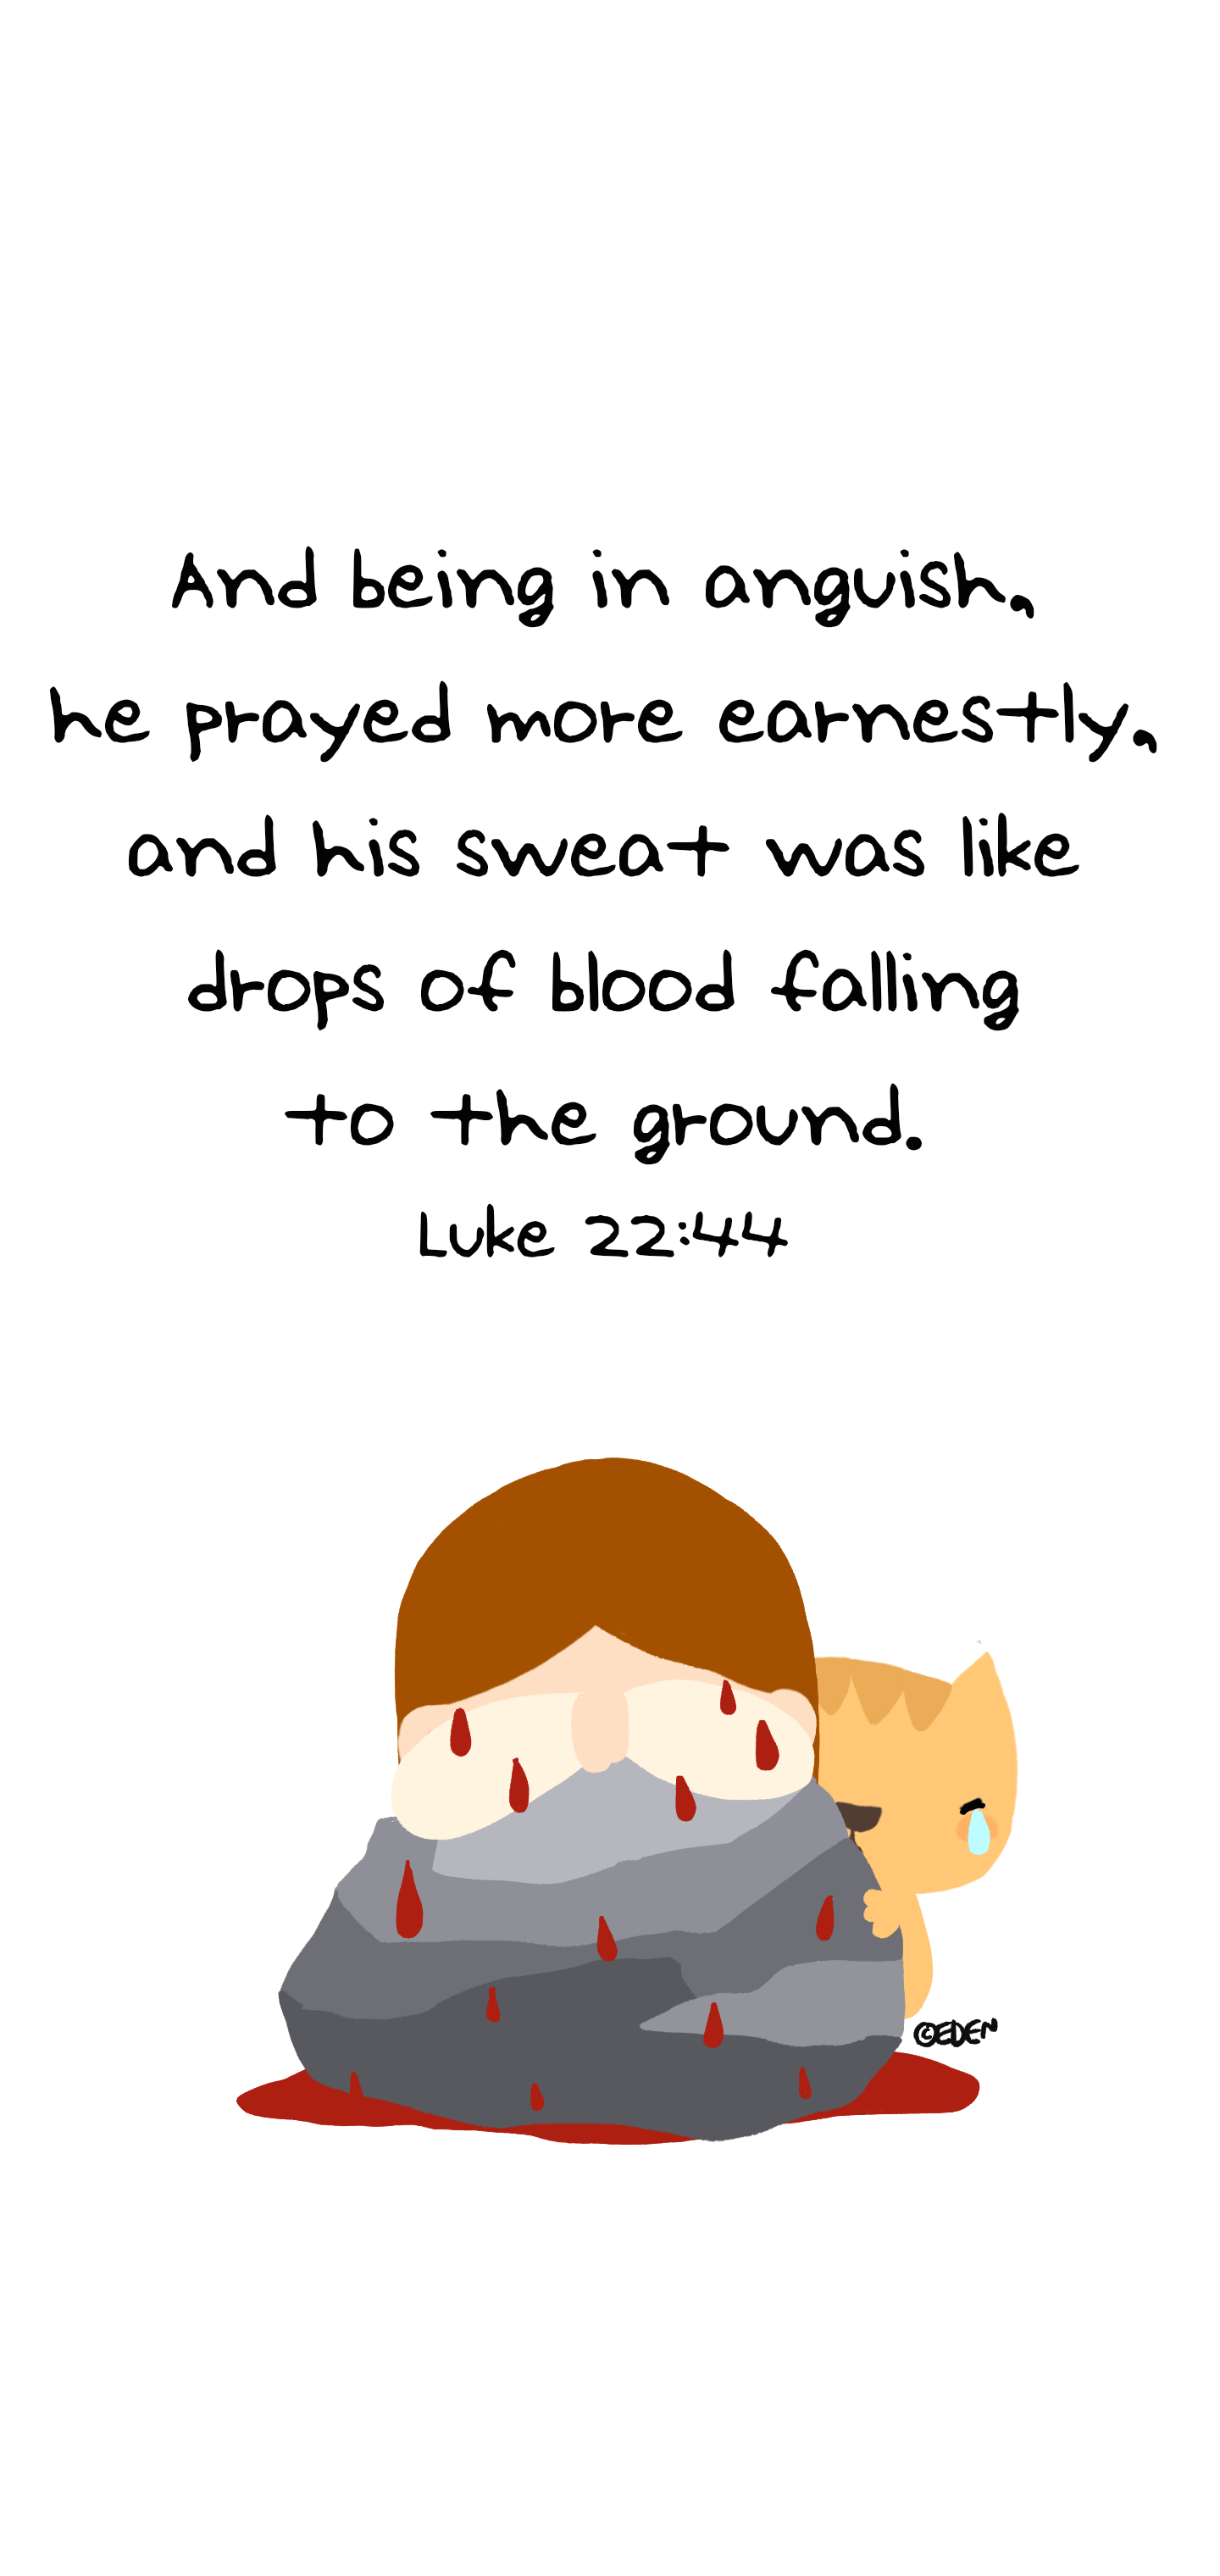 And being in anguish,
he prayed more earnestly,
and his sweat was like
drops of blood falling
to the ground.
Luke 22:44
©EDEN